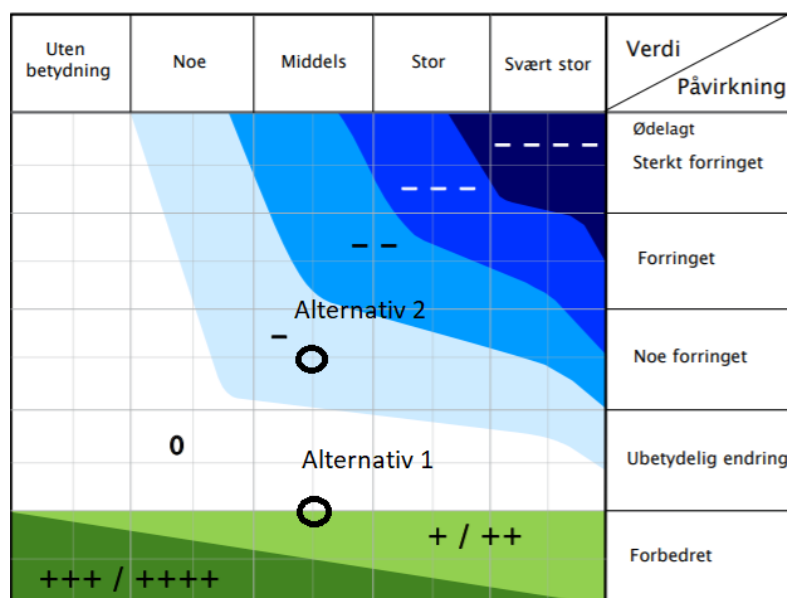 Uten
betydning
Noe
Middels
Stor
Svært stor
Verdi
Påvirkning
Ødelagt
Sterkt forringet
– – – –
– – –
– –
Forringet
Alternativ 2
–
Noe forringet
0
Alternativ 1
Ubetydelig endring
+ / ++
+++ / ++++
Forbedret